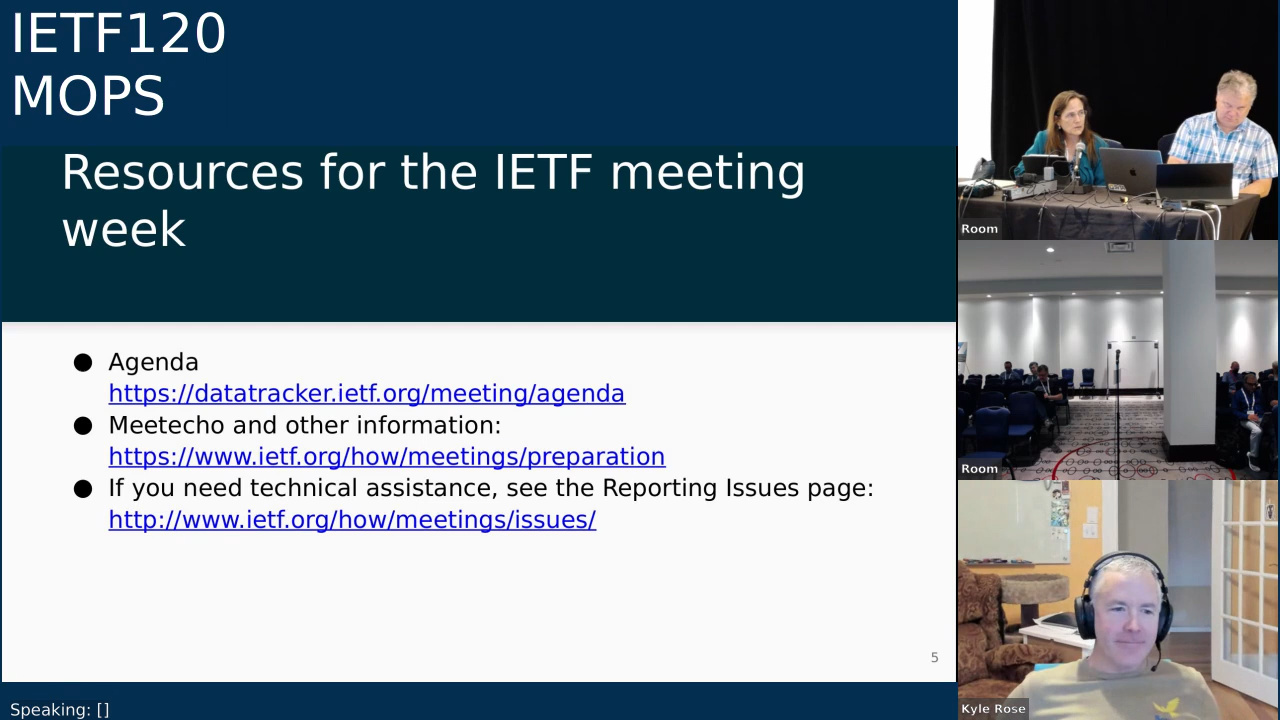 IETF120
MOPS
Resources for the IETF meeting
week
● Agenda
https://datatracker.ietf.org/meeting/agenda
● Meetecho and other information:
https://www.ietf.org/how/meetings/preparation
● If you need technical assistance, see the Reporting Issues page:
http://www.ietf.org/how/meetings/issues/
5
Speaking: []
Room
Room
Kyle Rose